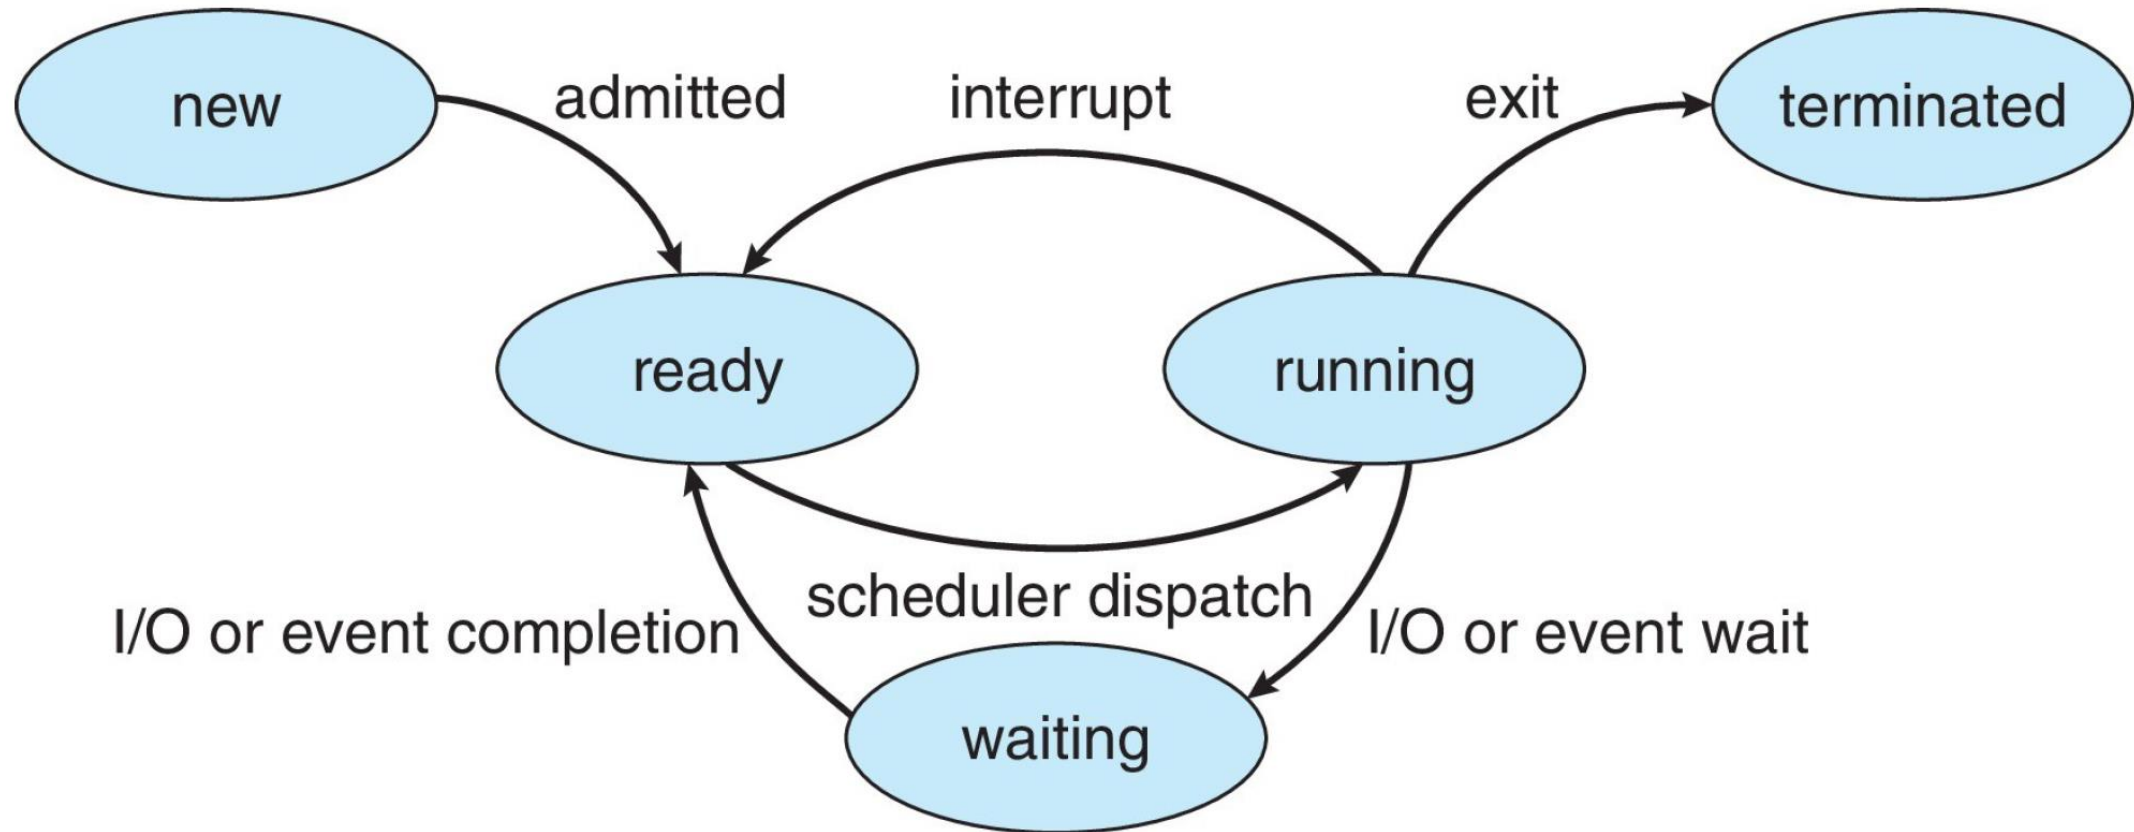 new
admitted
interrupt
exit
terminated
ready
running
scheduler dispatch
I/O or event completion
I/O or event wait
waiting